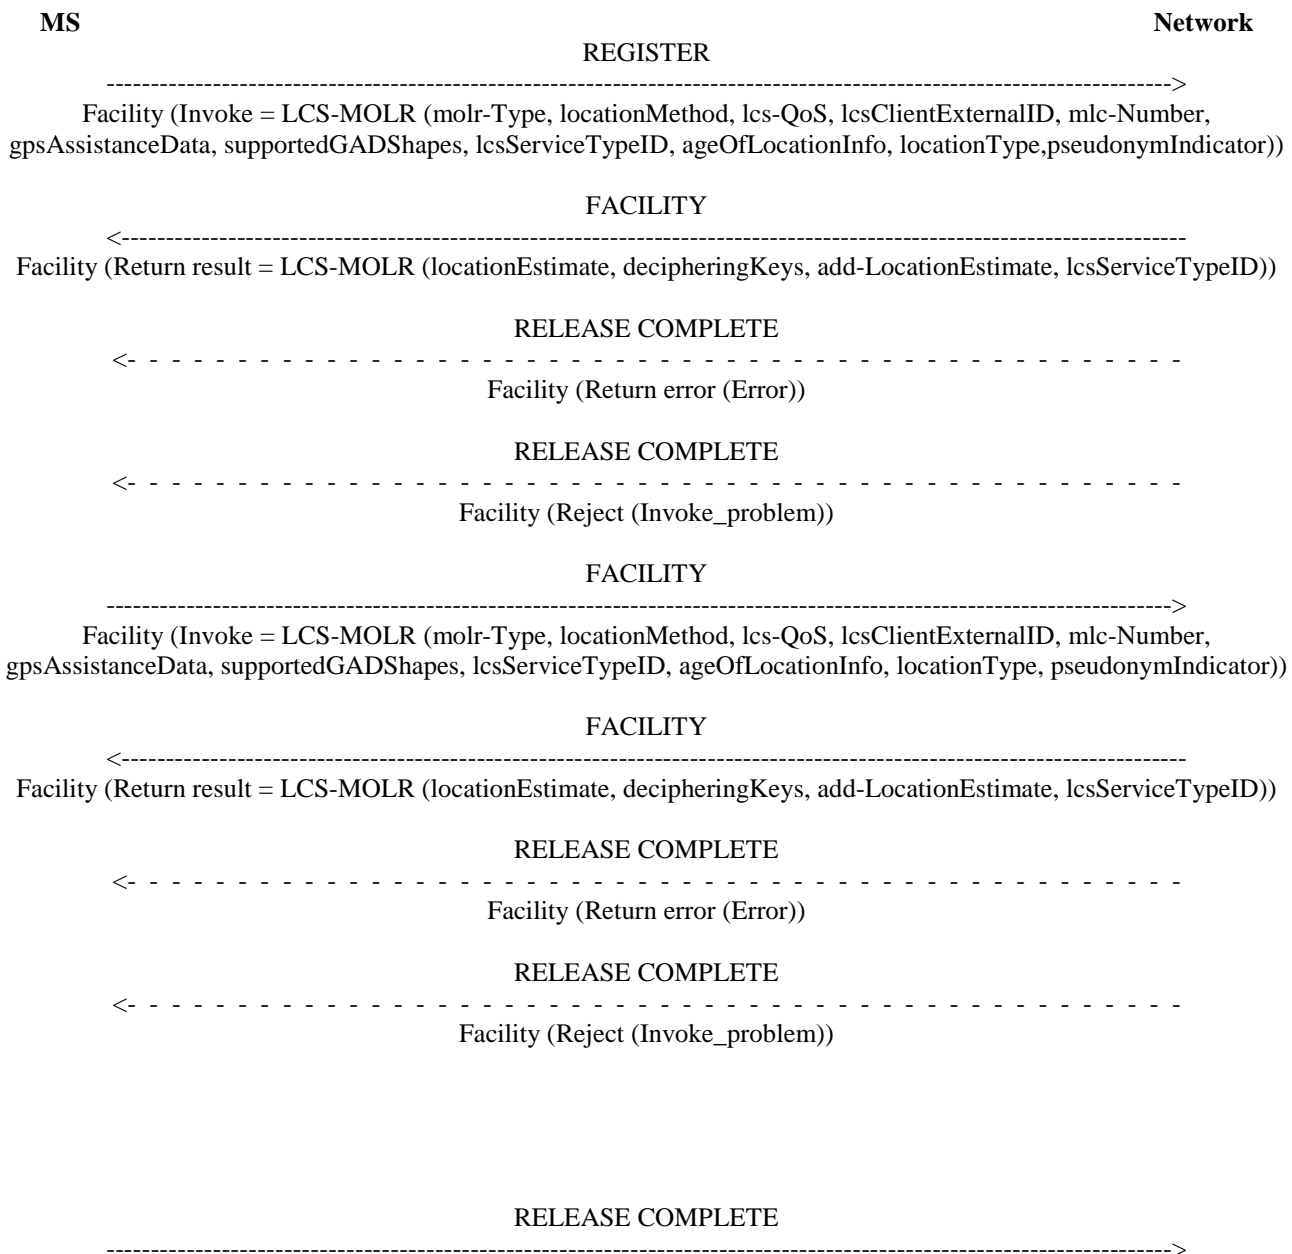 MS Network
REGISTER
------------------------------------------------------------------------------------------------------------------------>
Facility (Invoke = LCS-MOLR (molr-Type, locationMethod, lcs-QoS, lcsClientExternalID, mlc-Number,
gpsAssistanceData, supportedGADShapes, lcsServiceTypeID, ageOfLocationInfo, locationType,pseudonymIndicator))
FACILITY
<------------------------------------------------------------------------------------------------------------------------
Facility (Return result = LCS-MOLR (locationEstimate, decipheringKeys, add-LocationEstimate, lcsServiceTypeID))
RELEASE COMPLETE
<- - - - - - - - - - - - - - - - - - - - - - - - - - - - - - - - - - - - - - - - - - - - - - - - - -
Facility (Return error (Error))
RELEASE COMPLETE
<- - - - - - - - - - - - - - - - - - - - - - - - - - - - - - - - - - - - - - - - - - - - - - - - - -
Facility (Reject (Invoke_problem))
FACILITY
------------------------------------------------------------------------------------------------------------------------>
Facility (Invoke = LCS-MOLR (molr-Type, locationMethod, lcs-QoS, lcsClientExternalID, mlc-Number,
gpsAssistanceData, supportedGADShapes, lcsServiceTypeID, ageOfLocationInfo, locationType, pseudonymIndicator))
FACILITY
<------------------------------------------------------------------------------------------------------------------------
Facility (Return result = LCS-MOLR (locationEstimate, decipheringKeys, add-LocationEstimate, lcsServiceTypeID))
RELEASE COMPLETE
<- - - - - - - - - - - - - - - - - - - - - - - - - - - - - - - - - - - - - - - - - - - - - - - - - -
Facility (Return error (Error))
RELEASE COMPLETE
<- - - - - - - - - - - - - - - - - - - - - - - - - - - - - - - - - - - - - - - - - - - - - - - - - -
Facility (Reject (Invoke_problem))
RELEASE COMPLETE
------------------------------------------------------------------------------------------------------------------------>